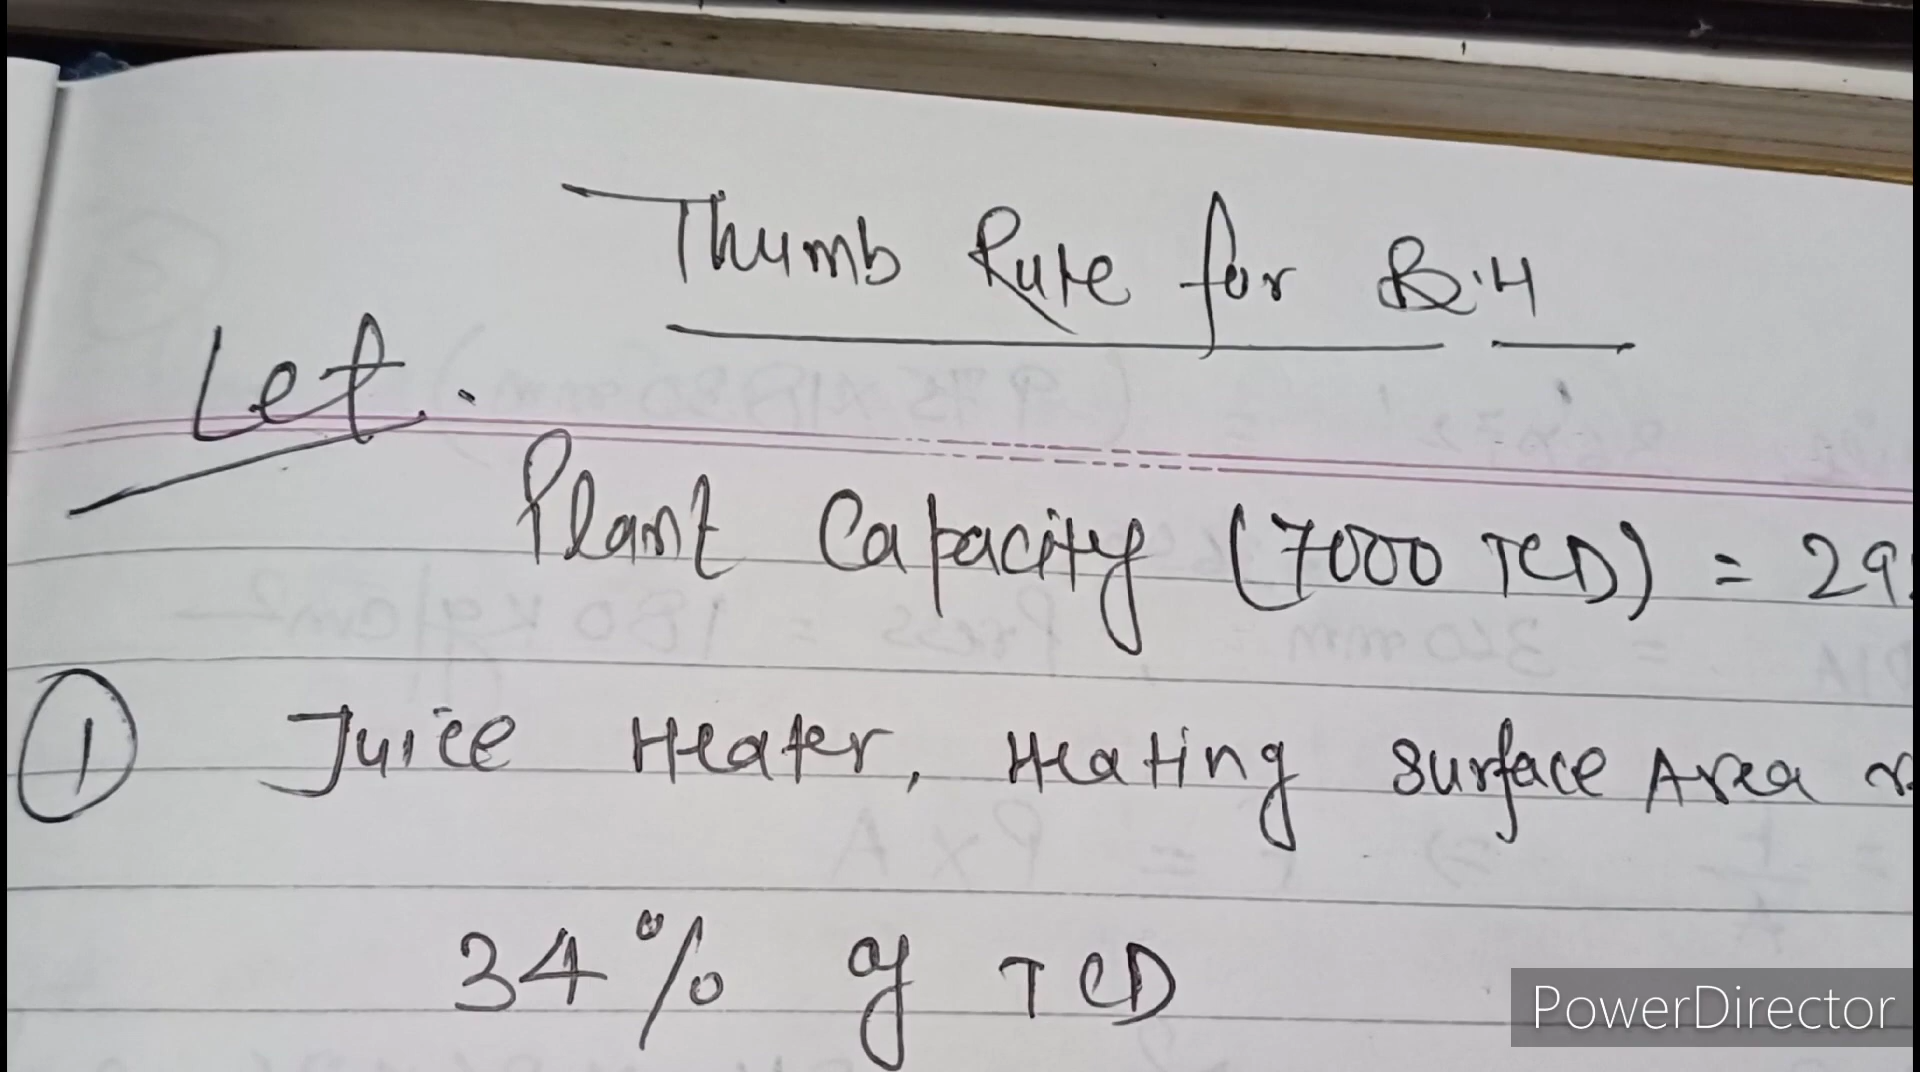 Thumb Rule for B.H
Let.
Plant Capacity (7000 TCD) = 29
① Juice Heater, Heating surface Area
34% of TCD
PowerDirector